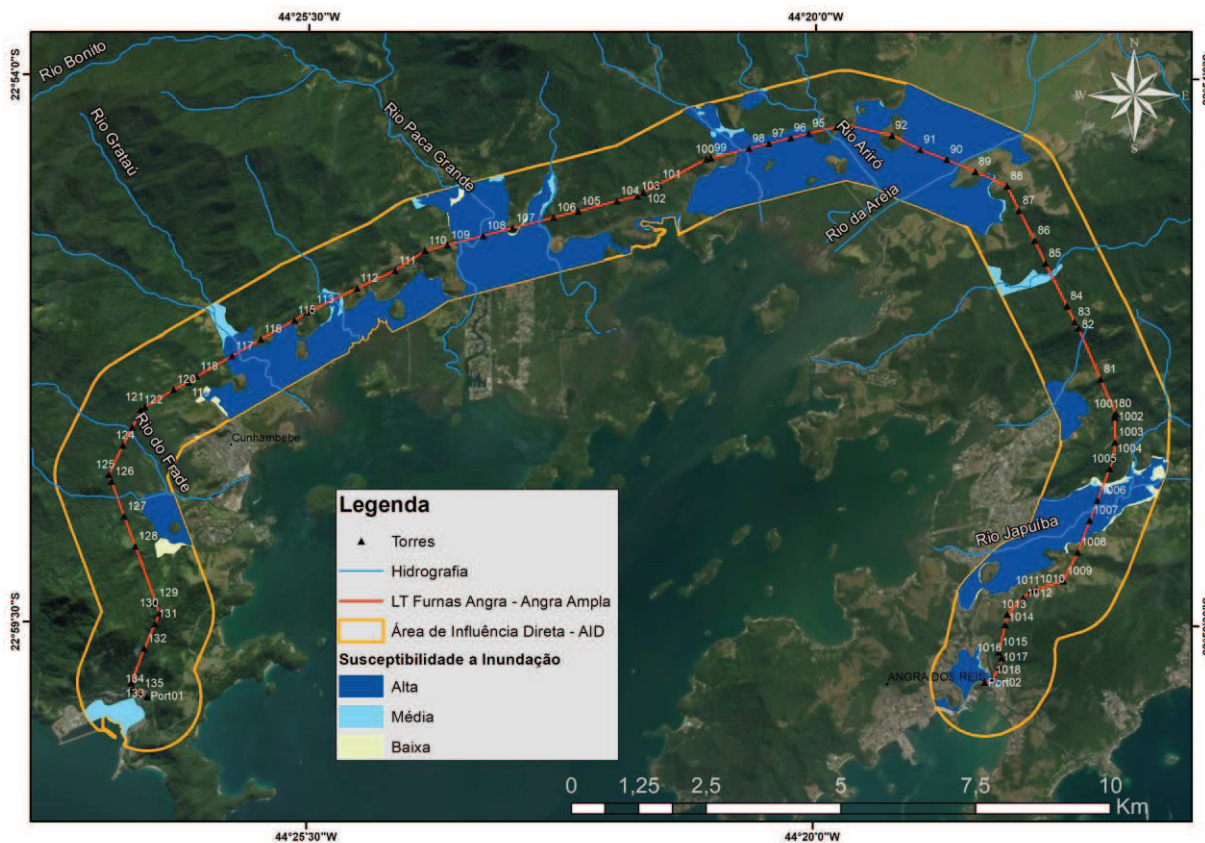 44°25'30"W
44°20'0"W
22°54'0"S
Rio Bonito
N
W
E
S
Rio Grataú
Rio Paca Grande
Rio Ariró
Rio da Areia
95
96
97
98
99
100
101
103
102
104
105
106
107
108
109
110
111
112
113
115
116
117
118
120
121
122
124
125
126
127
128
129
130
131
132
134
135
133
Port01
92
91
90
89
88
87
86
85
84
83
82
81
100180
1002
1003
1004
1005
1006
1007
1008
1009
1010
1011
1012
1013
1014
1015
1016
1017
1018
Port02
Rio do Frade
Cunhambebe
Rio Japuíba
ANGRA DOS REIS
22°59'30"S
Legenda
Torres
Hidrografia
LT Furnas Angra - Angra Ampla
Área de Influência Direta - AID
Susceptibilidade a Inundação
Alta
Média
Baixa
0 1,25 2,5 5 7,5 10
Km
44°25'30"W
44°20'0"W